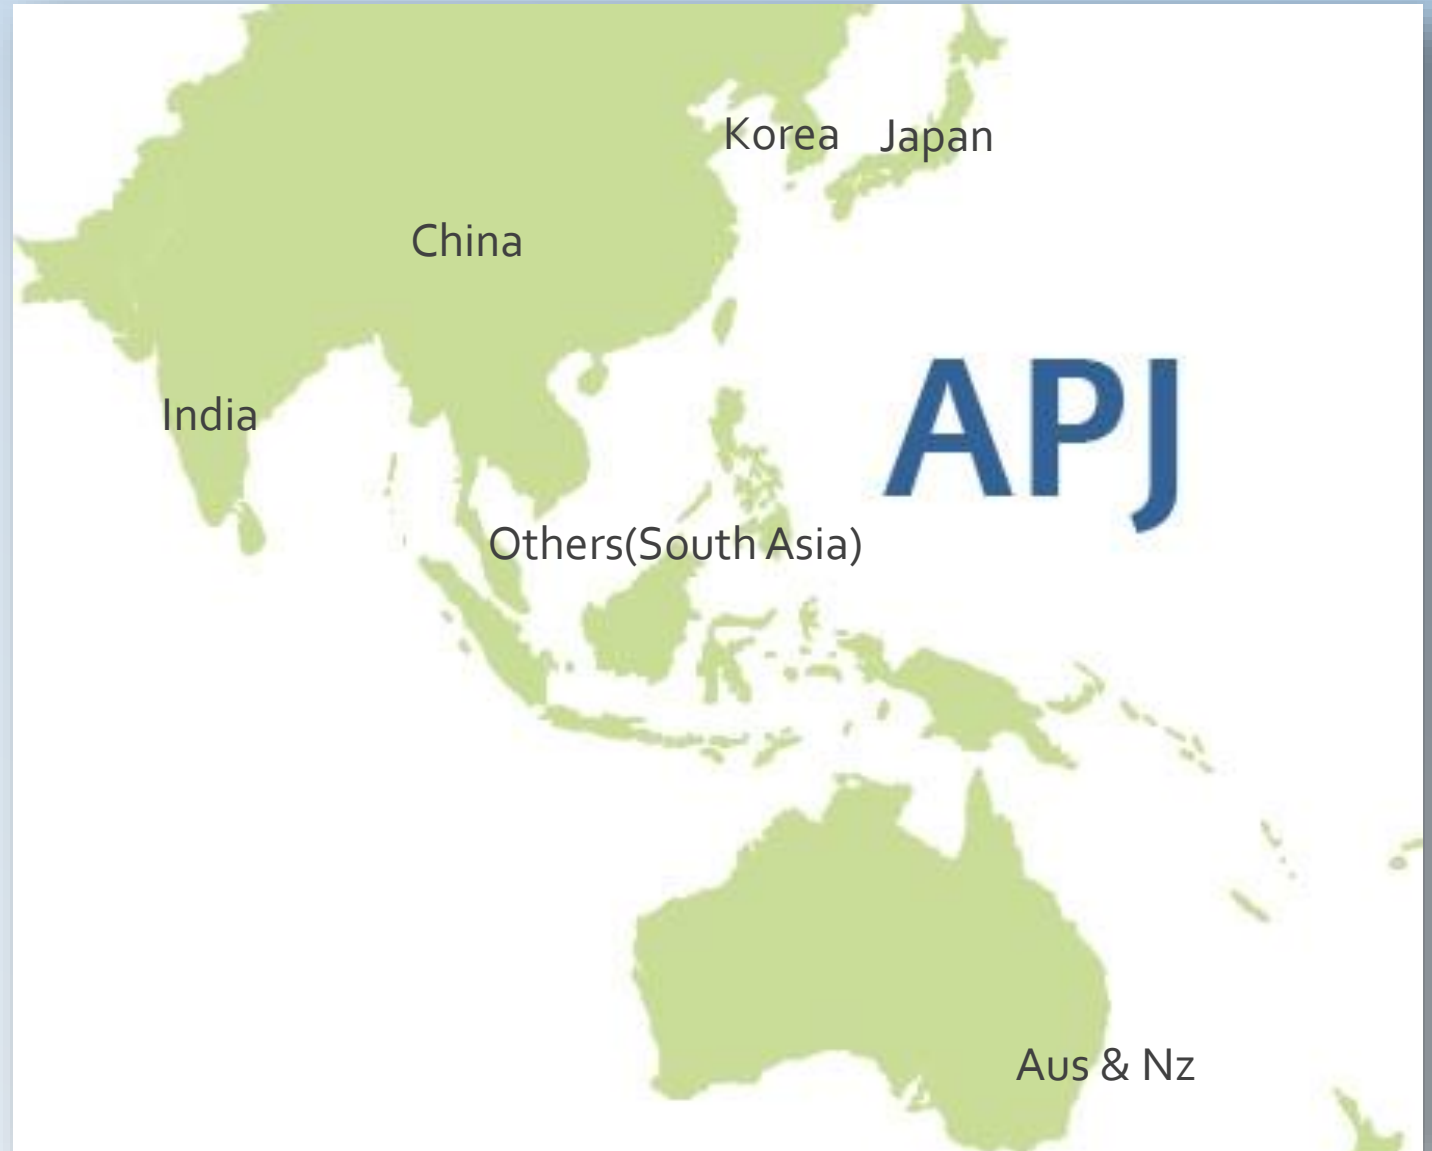 Korea
Japan
China
APJ
India
Others(South Asia)
Aus & Nz